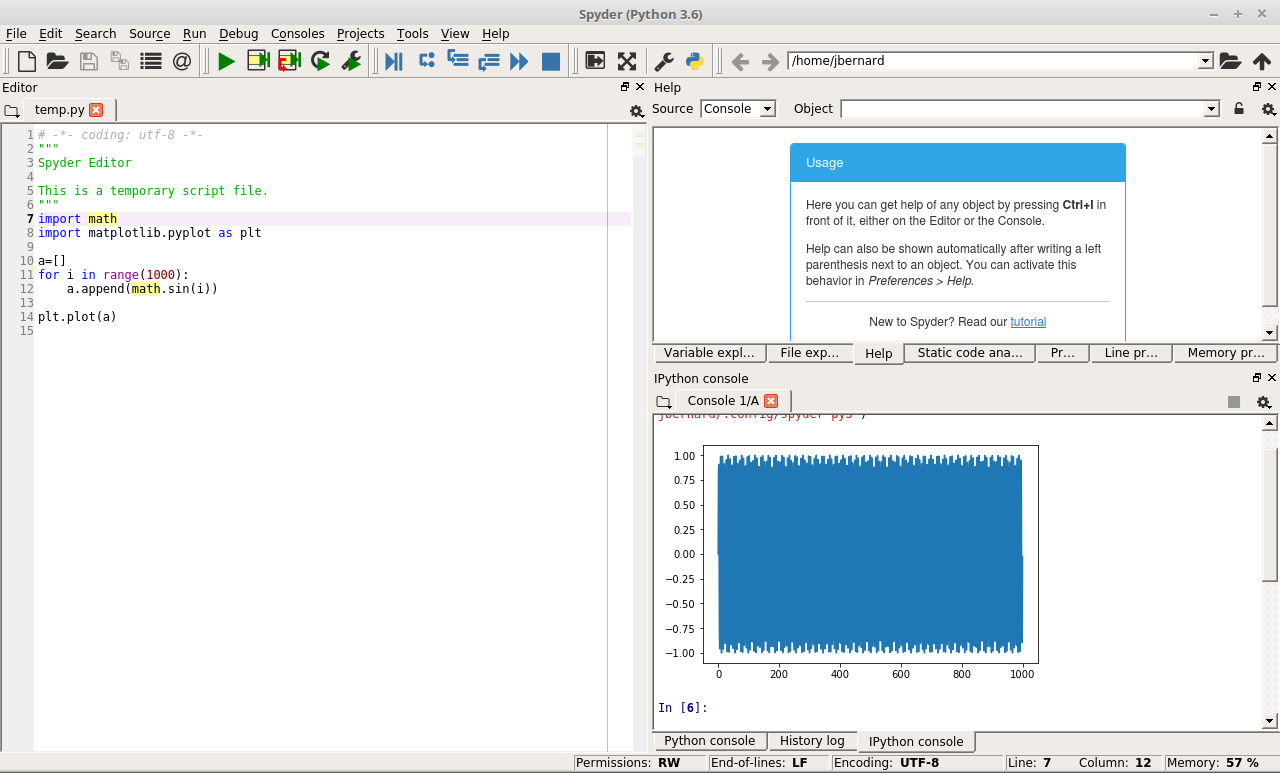 Spyder (Python 3.6)
File Edit Search Source Run Debug Consoles Projects Tools View Help
/home/jbernard
Editor
temp.py
1 # -*- coding: utf-8 -*-
2 """
3 Spyder Editor
4
5 This is a temporary script file.
6 """
7 import math
8 import matplotlib.pyplot as plt
9
10 a=[]
11 for i in range(1000):
12     a.append(math.sin(i))
13
14 plt.plot(a)
15
Help
Source Console Object
Usage
Here you can get help of any object by pressing Ctrl+I in
front of it, either on the Editor or the Console.
Help can also be shown automatically after writing a left
parenthesis next to an object. You can activate this
behavior in Preferences > Help.
New to Spyder? Read our tutorial
Variable expl... File exp... Help Static code ana... Pr... Line pr... Memory pr...
IPython console
Console 1/A
jbernard/.config/spyder-py3')
1.00
0.75
0.50
0.25
0.00
−0.25
−0.50
−0.75
−1.00
0 200 400 600 800 1000
In [6]:
Python console History log IPython console
Permissions: RW End-of-lines: LF Encoding: UTF-8 Line: 7 Column: 12 Memory: 57 %